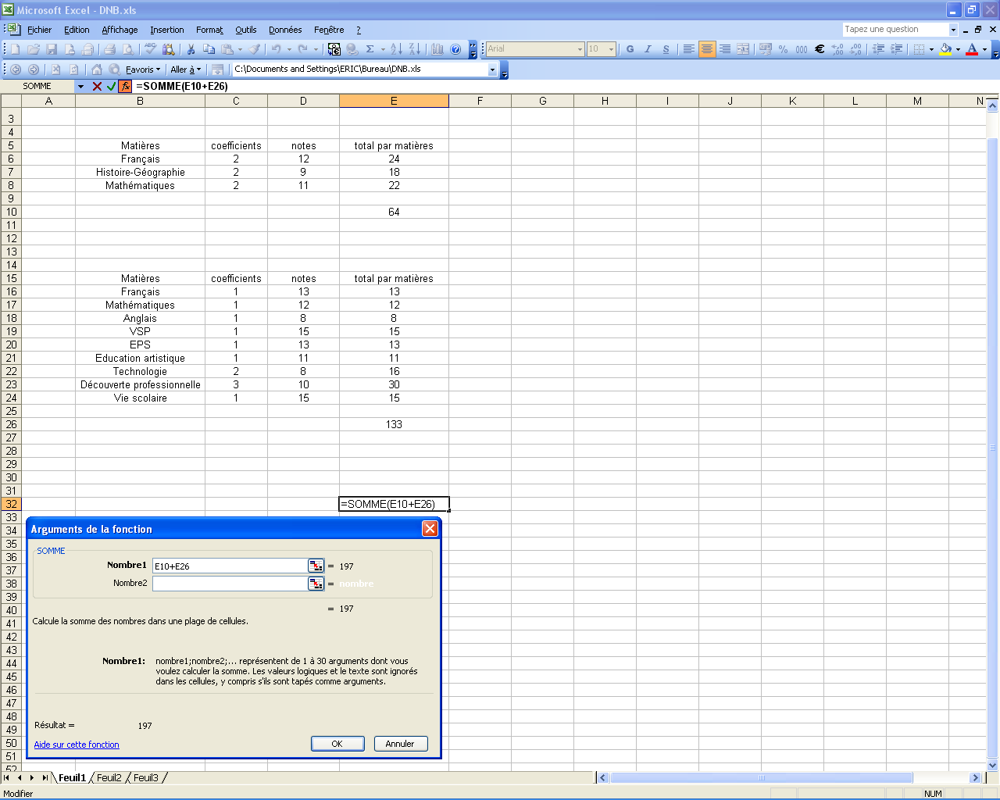 Microsoft Excel - DNB.xls
Fichier Edition Affichage Insertion Format Outils Données Fenêtre ? Tapez une question
Arial 10 G I S % 000 €
Favoris Aller à C:\Documents and Settings\ERIC\Bureau\DNB.xls
SOMME =SOMME(E10+E26)
A B C D E F G H I J K L M N
3
4
5 Matières coefficients notes total par matières
6 Français 2 12 24
7 Histoire-Géographie 2 9 18
8 Mathématiques 2 11 22
9
10 64
11
12
13
14
15 Matières coefficients notes total par matières
16 Français 1 13 13
17 Mathématiques 1 12 12
18 Anglais 1 8 8
19 VSP 1 15 15
20 EPS 1 13 13
21 Education artistique 1 11 11
22 Technologie 2 8 16
23 Découverte professionnelle 3 10 30
24 Vie scolaire 1 15 15
25
26 133
27
28
29
30
31
32 =SOMME(E10+E26)
33
34
35
36
37
38
39
40
41
42
43
44
45
46
47
48
49
50
51
52
Arguments de la fonction
SOMME
Nombre1 E10+E26 = 197
Nombre2 = nombre
= 197
Calcule la somme des nombres dans une plage de cellules.
Nombre1: nombre1;nombre2;... représentent de 1 à 30 arguments dont vous
voulez calculer la somme. Les valeurs logiques et le texte sont ignorés
dans les cellules, y compris s'ils sont tapés comme arguments.
Résultat = 197
Aide sur cette fonction OK Annuler
Feuil1 Feuil2 Feuil3
Modifier NUM